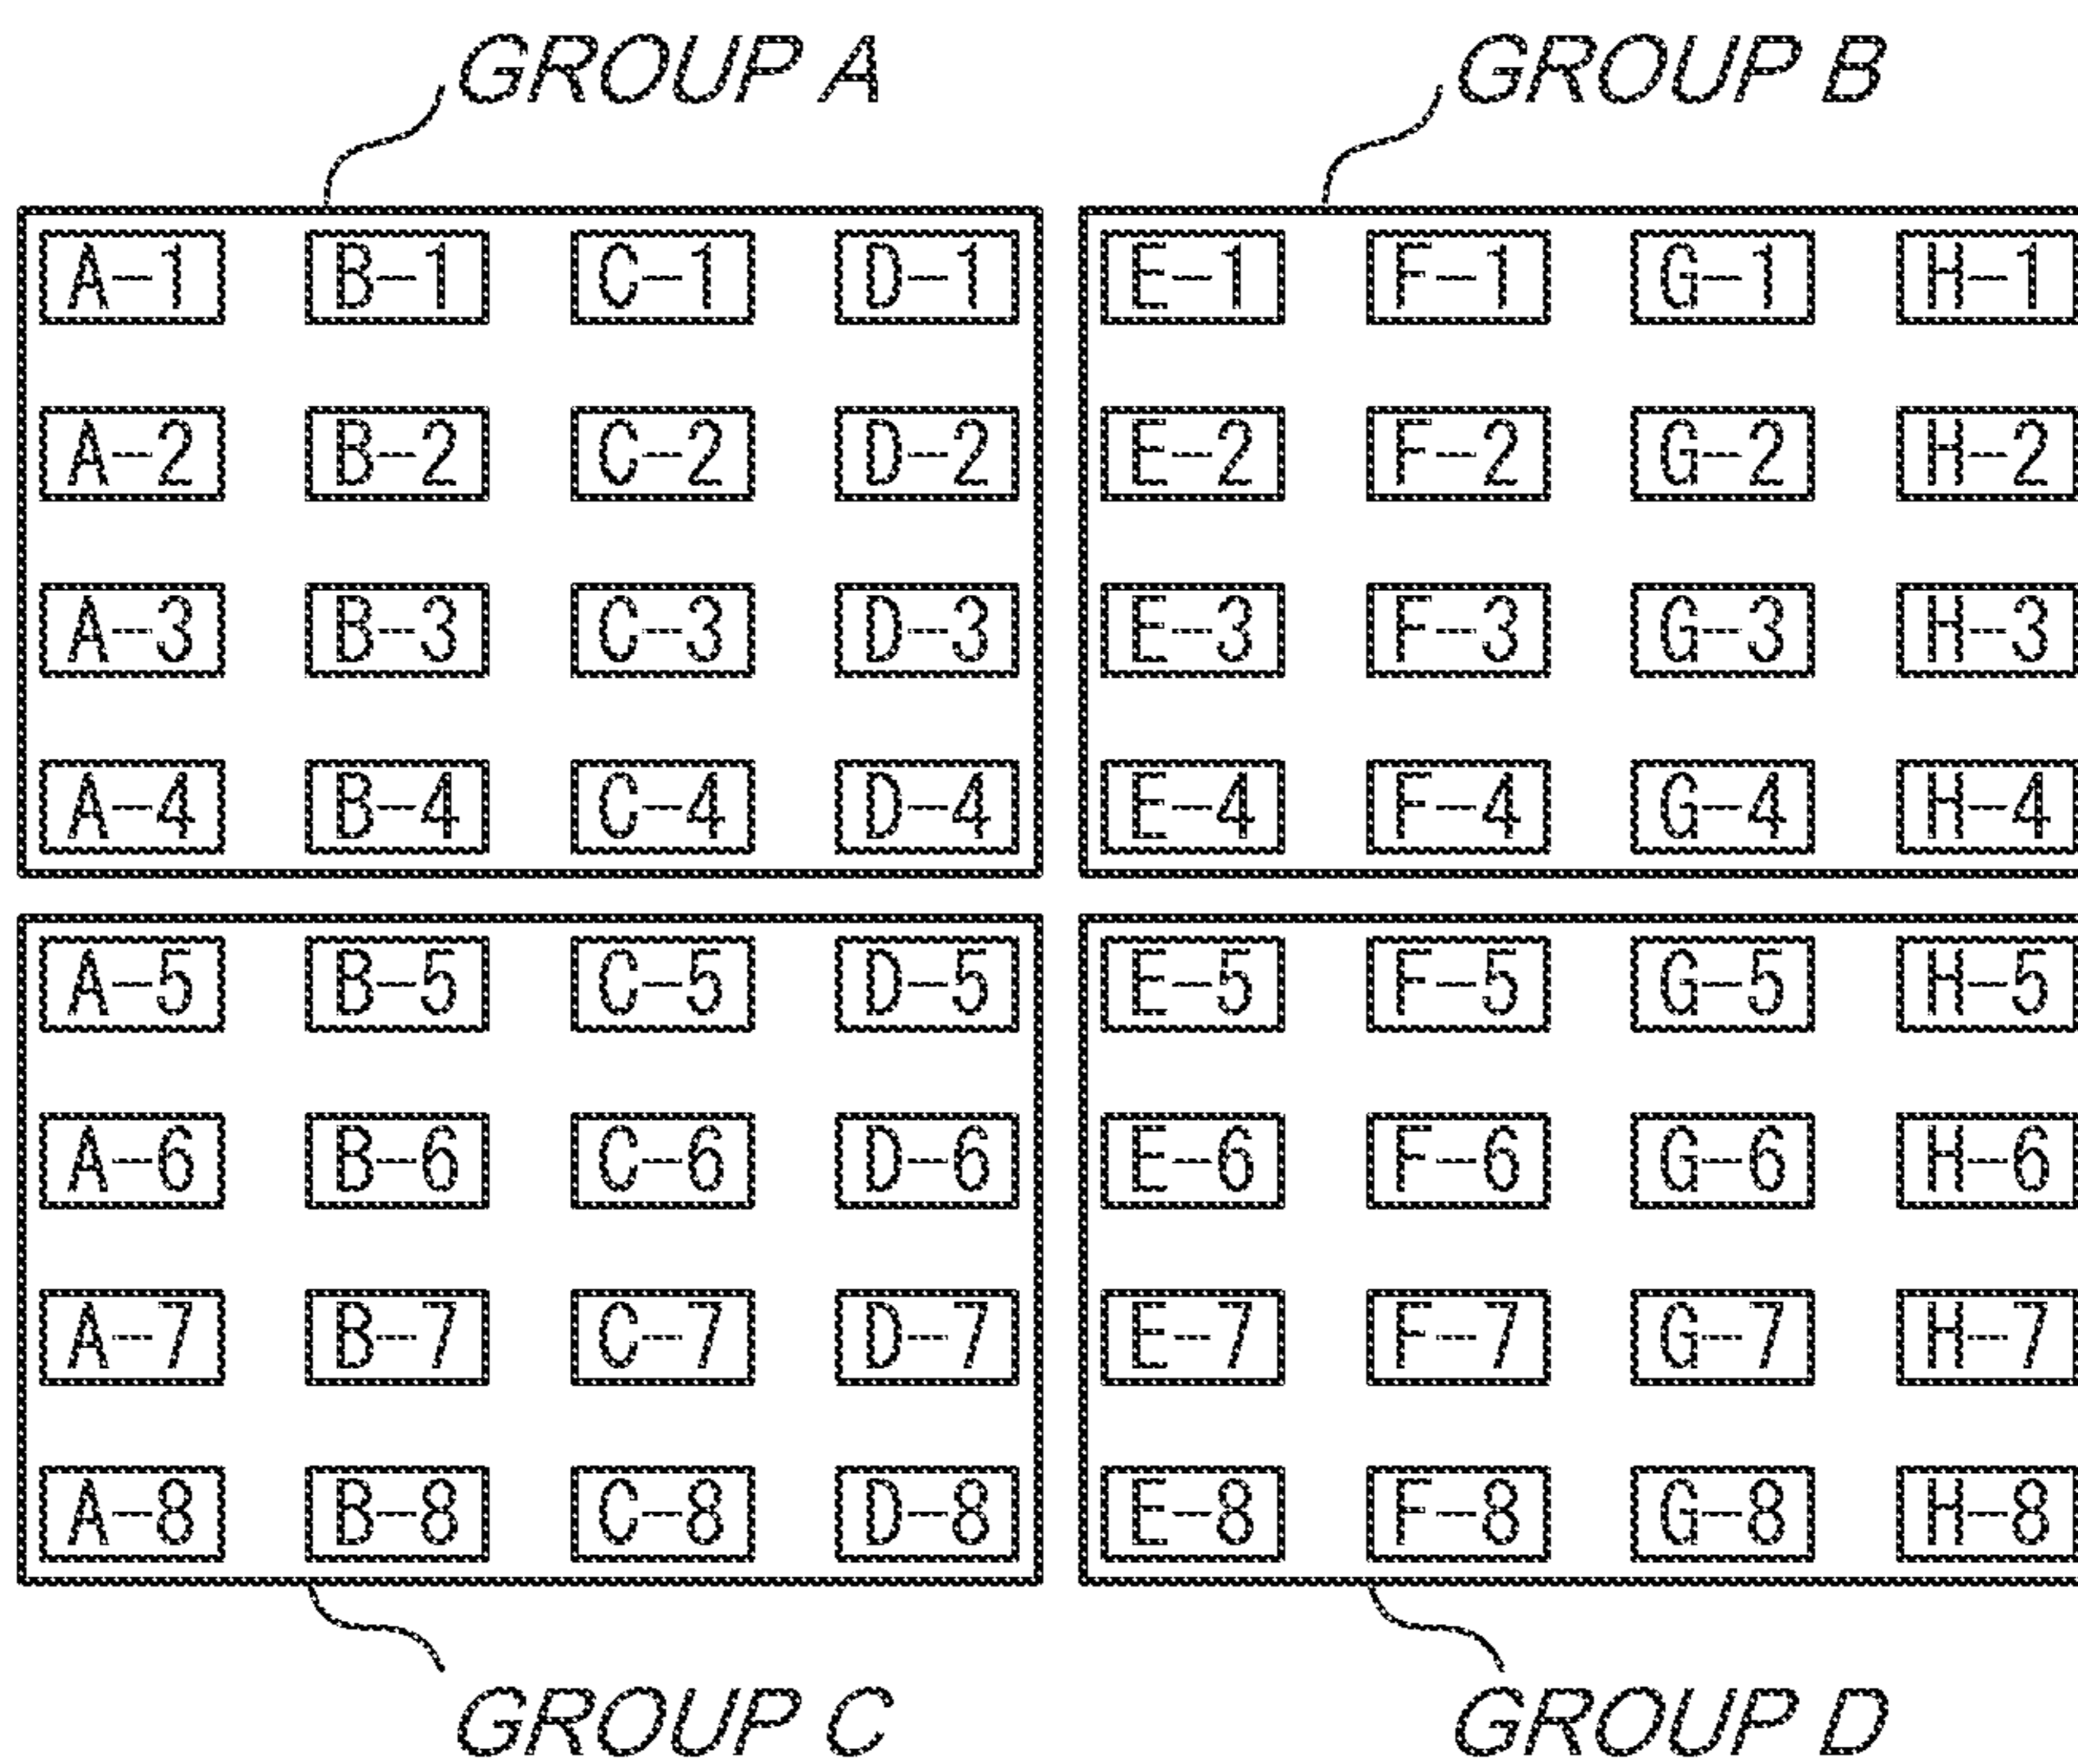 GROUP A GROUP B
A-1 B-1 C-1 D-1 E-1 F-1 G-1 H-1
A-2 B-2 C-2 D-2 E-2 F-2 G-2 H-2
A-3 B-3 C-3 D-3 E-3 F-3 G-3 H-3
A-4 B-4 C-4 D-4 E-4 F-4 G-4 H-4
A-5 B-5 C-5 D-5 E-5 F-5 G-5 H-5
A-6 B-6 C-6 D-6 E-6 F-6 G-6 H-6
A-7 B-7 C-7 D-7 E-7 F-7 G-7 H-7
A-8 B-8 C-8 D-8 E-8 F-8 G-8 H-8
GROUP C GROUP D